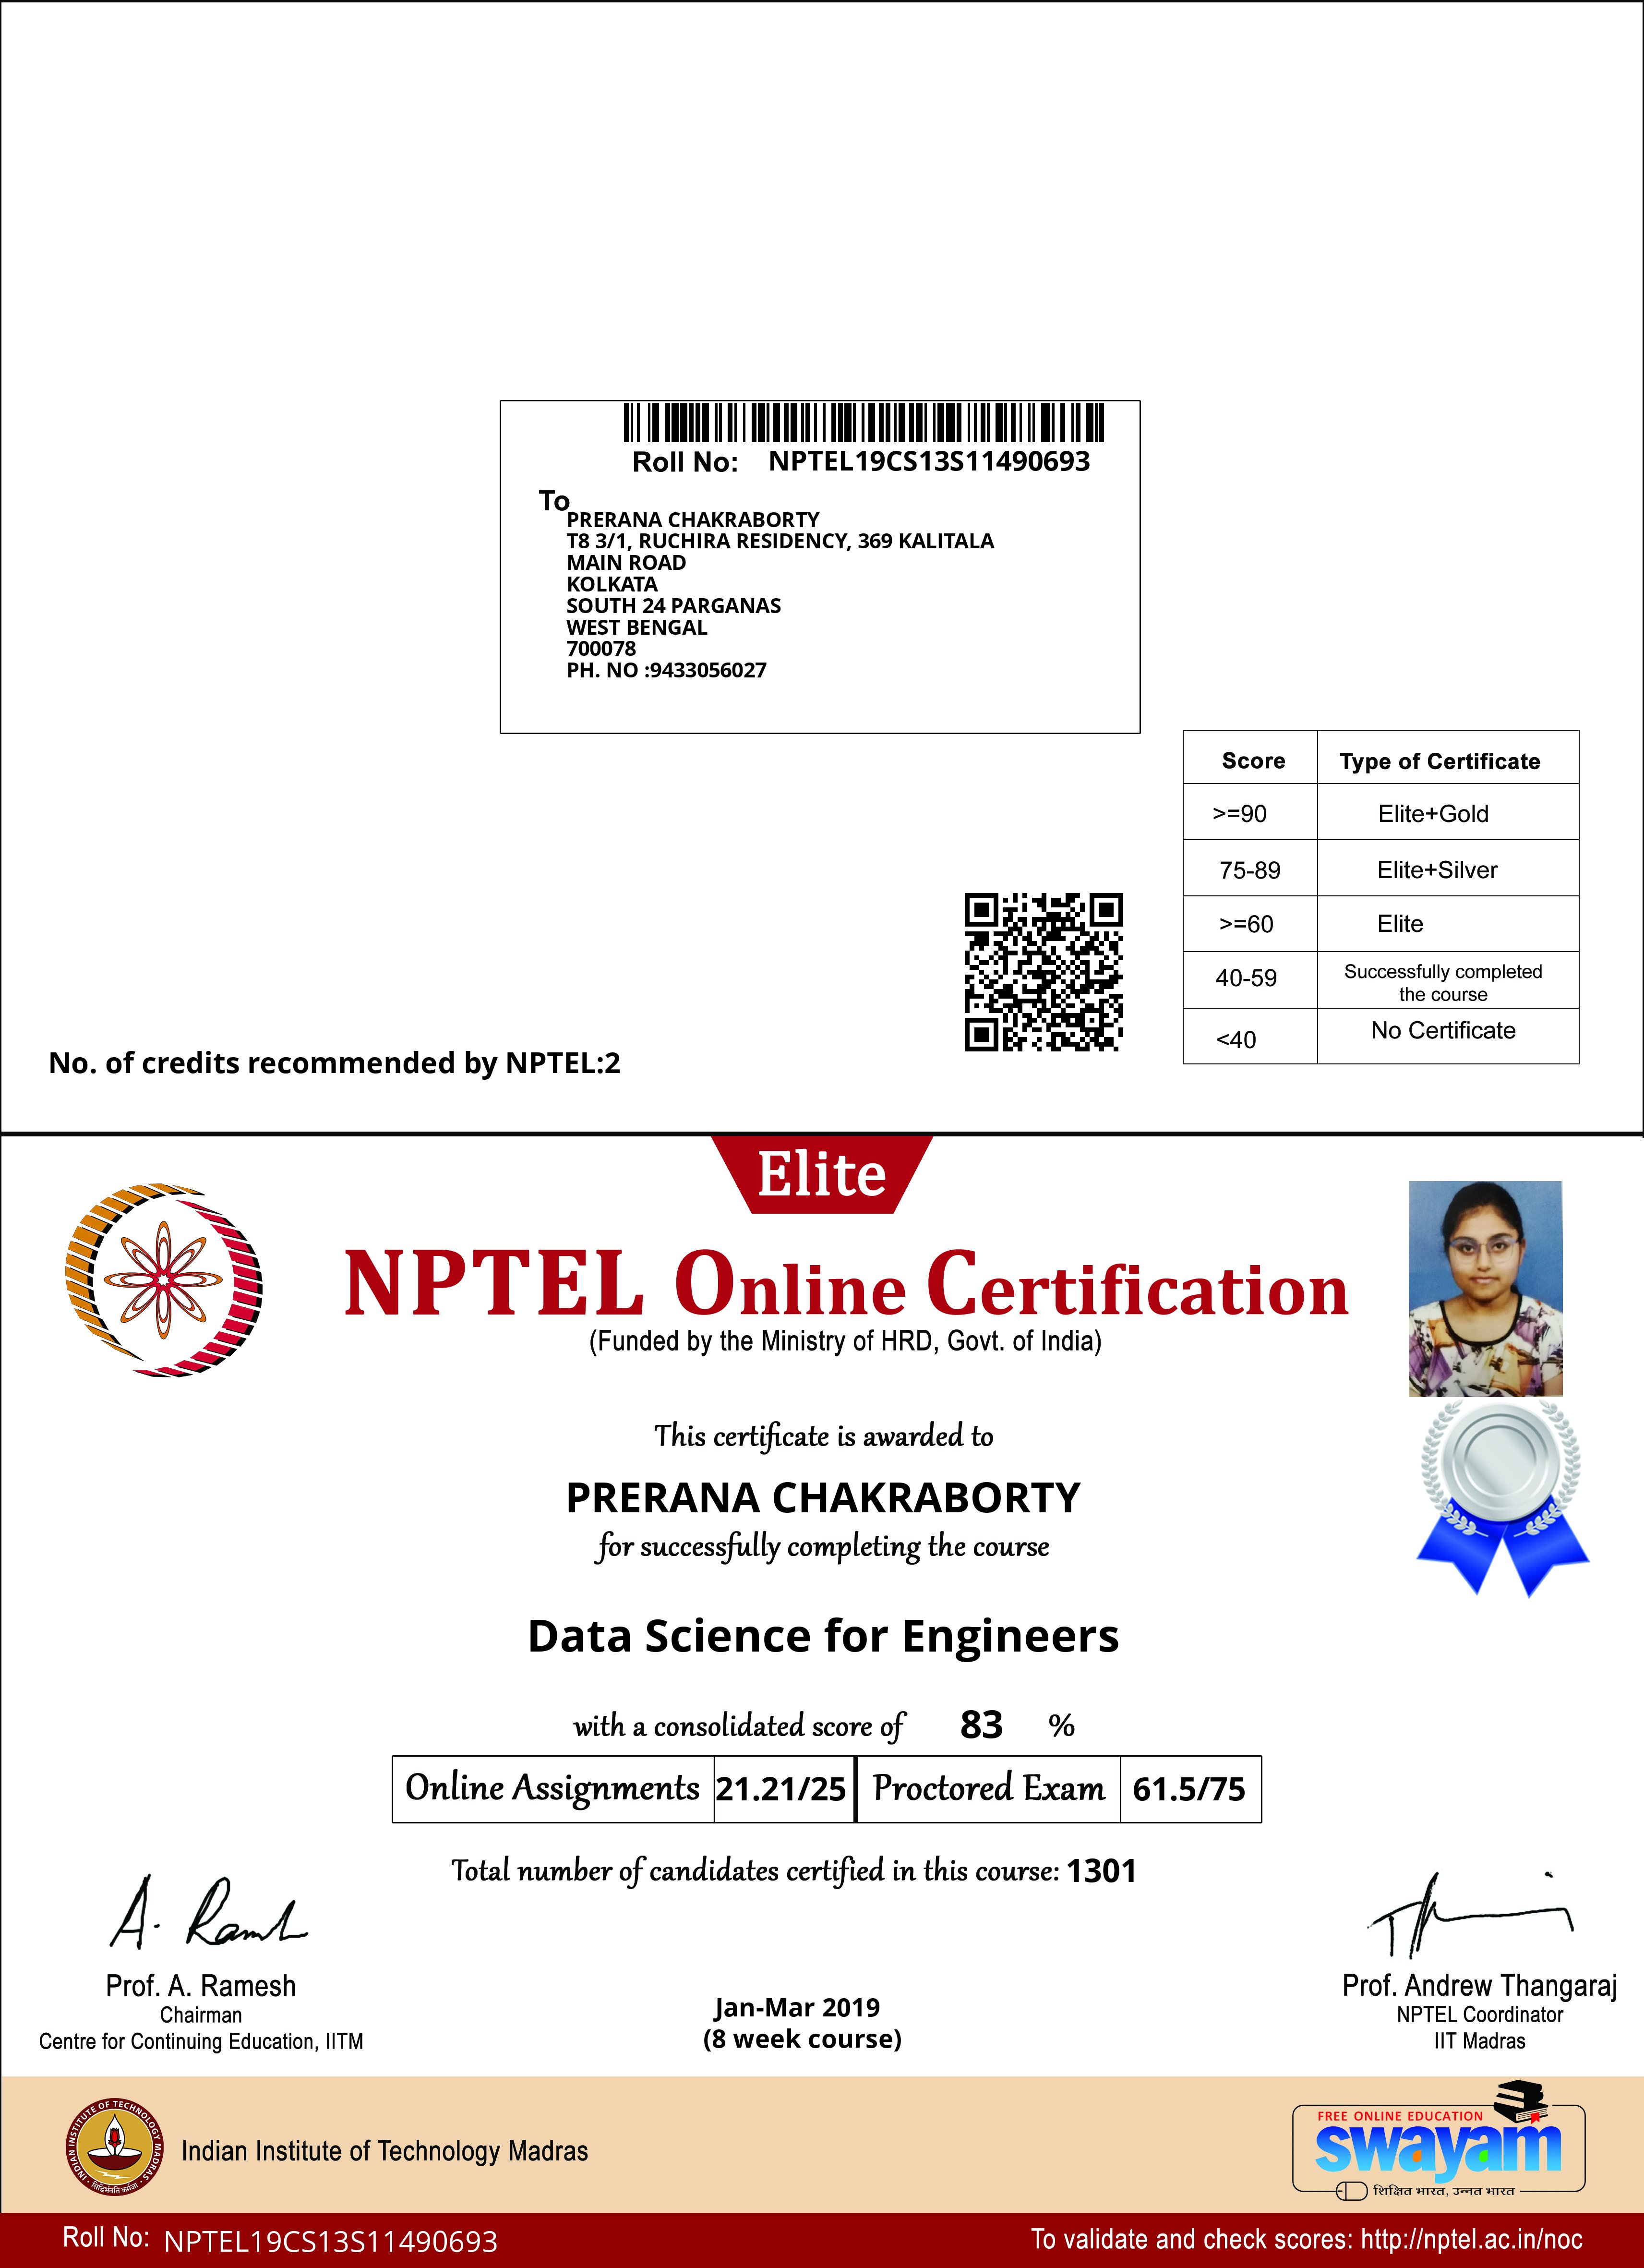 Roll No: NPTEL19CS13S11490693
To
PRERANA CHAKRABORTY
T8 3/1, RUCHIRA RESIDENCY, 369 KALITALA
MAIN ROAD
KOLKATA
SOUTH 24 PARGANAS
WEST BENGAL
700078
PH. NO :9433056027
Score Type of Certificate
>=90 Elite+Gold
75-89 Elite+Silver
>=60 Elite
40-59 Successfully completed
the course
<40 No Certificate
No. of credits recommended by NPTEL:2
Elite
NPTEL Online Certification
(Funded by the Ministry of HRD, Govt. of India)
This certificate is awarded to
PRERANA CHAKRABORTY
for successfully completing the course
Data Science for Engineers
with a consolidated score of 83 %
Online Assignments 21.21/25 Proctored Exam 61.5/75
Total number of candidates certified in this course: 1301
A. Ramesh
Prof. A. Ramesh
Chairman
Centre for Continuing Education, IITM
Jan-Mar 2019
(8 week course)
Prof. Andrew Thangaraj
NPTEL Coordinator
IIT Madras
INDIAN INSTITUTE OF TECHNOLOGY MADRAS
सिद्धिर्भवति कर्मजा
Indian Institute of Technology Madras
FREE ONLINE EDUCATION
swayam
शिक्षित भारत, उन्नत भारत
Roll No: NPTEL19CS13S11490693
To validate and check scores: http://nptel.ac.in/noc